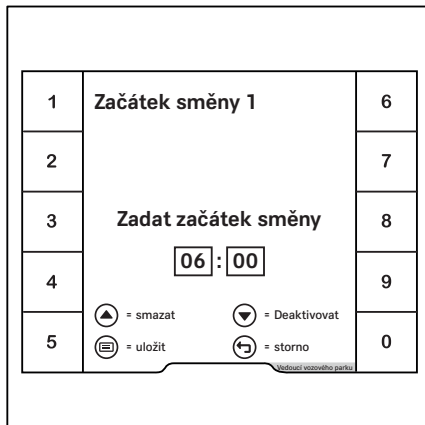 1
Začátek směny 1
6
2
7
3
Zadat začátek směny
8
06 : 00
4
9
= smazat
= Deaktivovat
5
= uložit
= storno
0
Vedoucí vozového parku